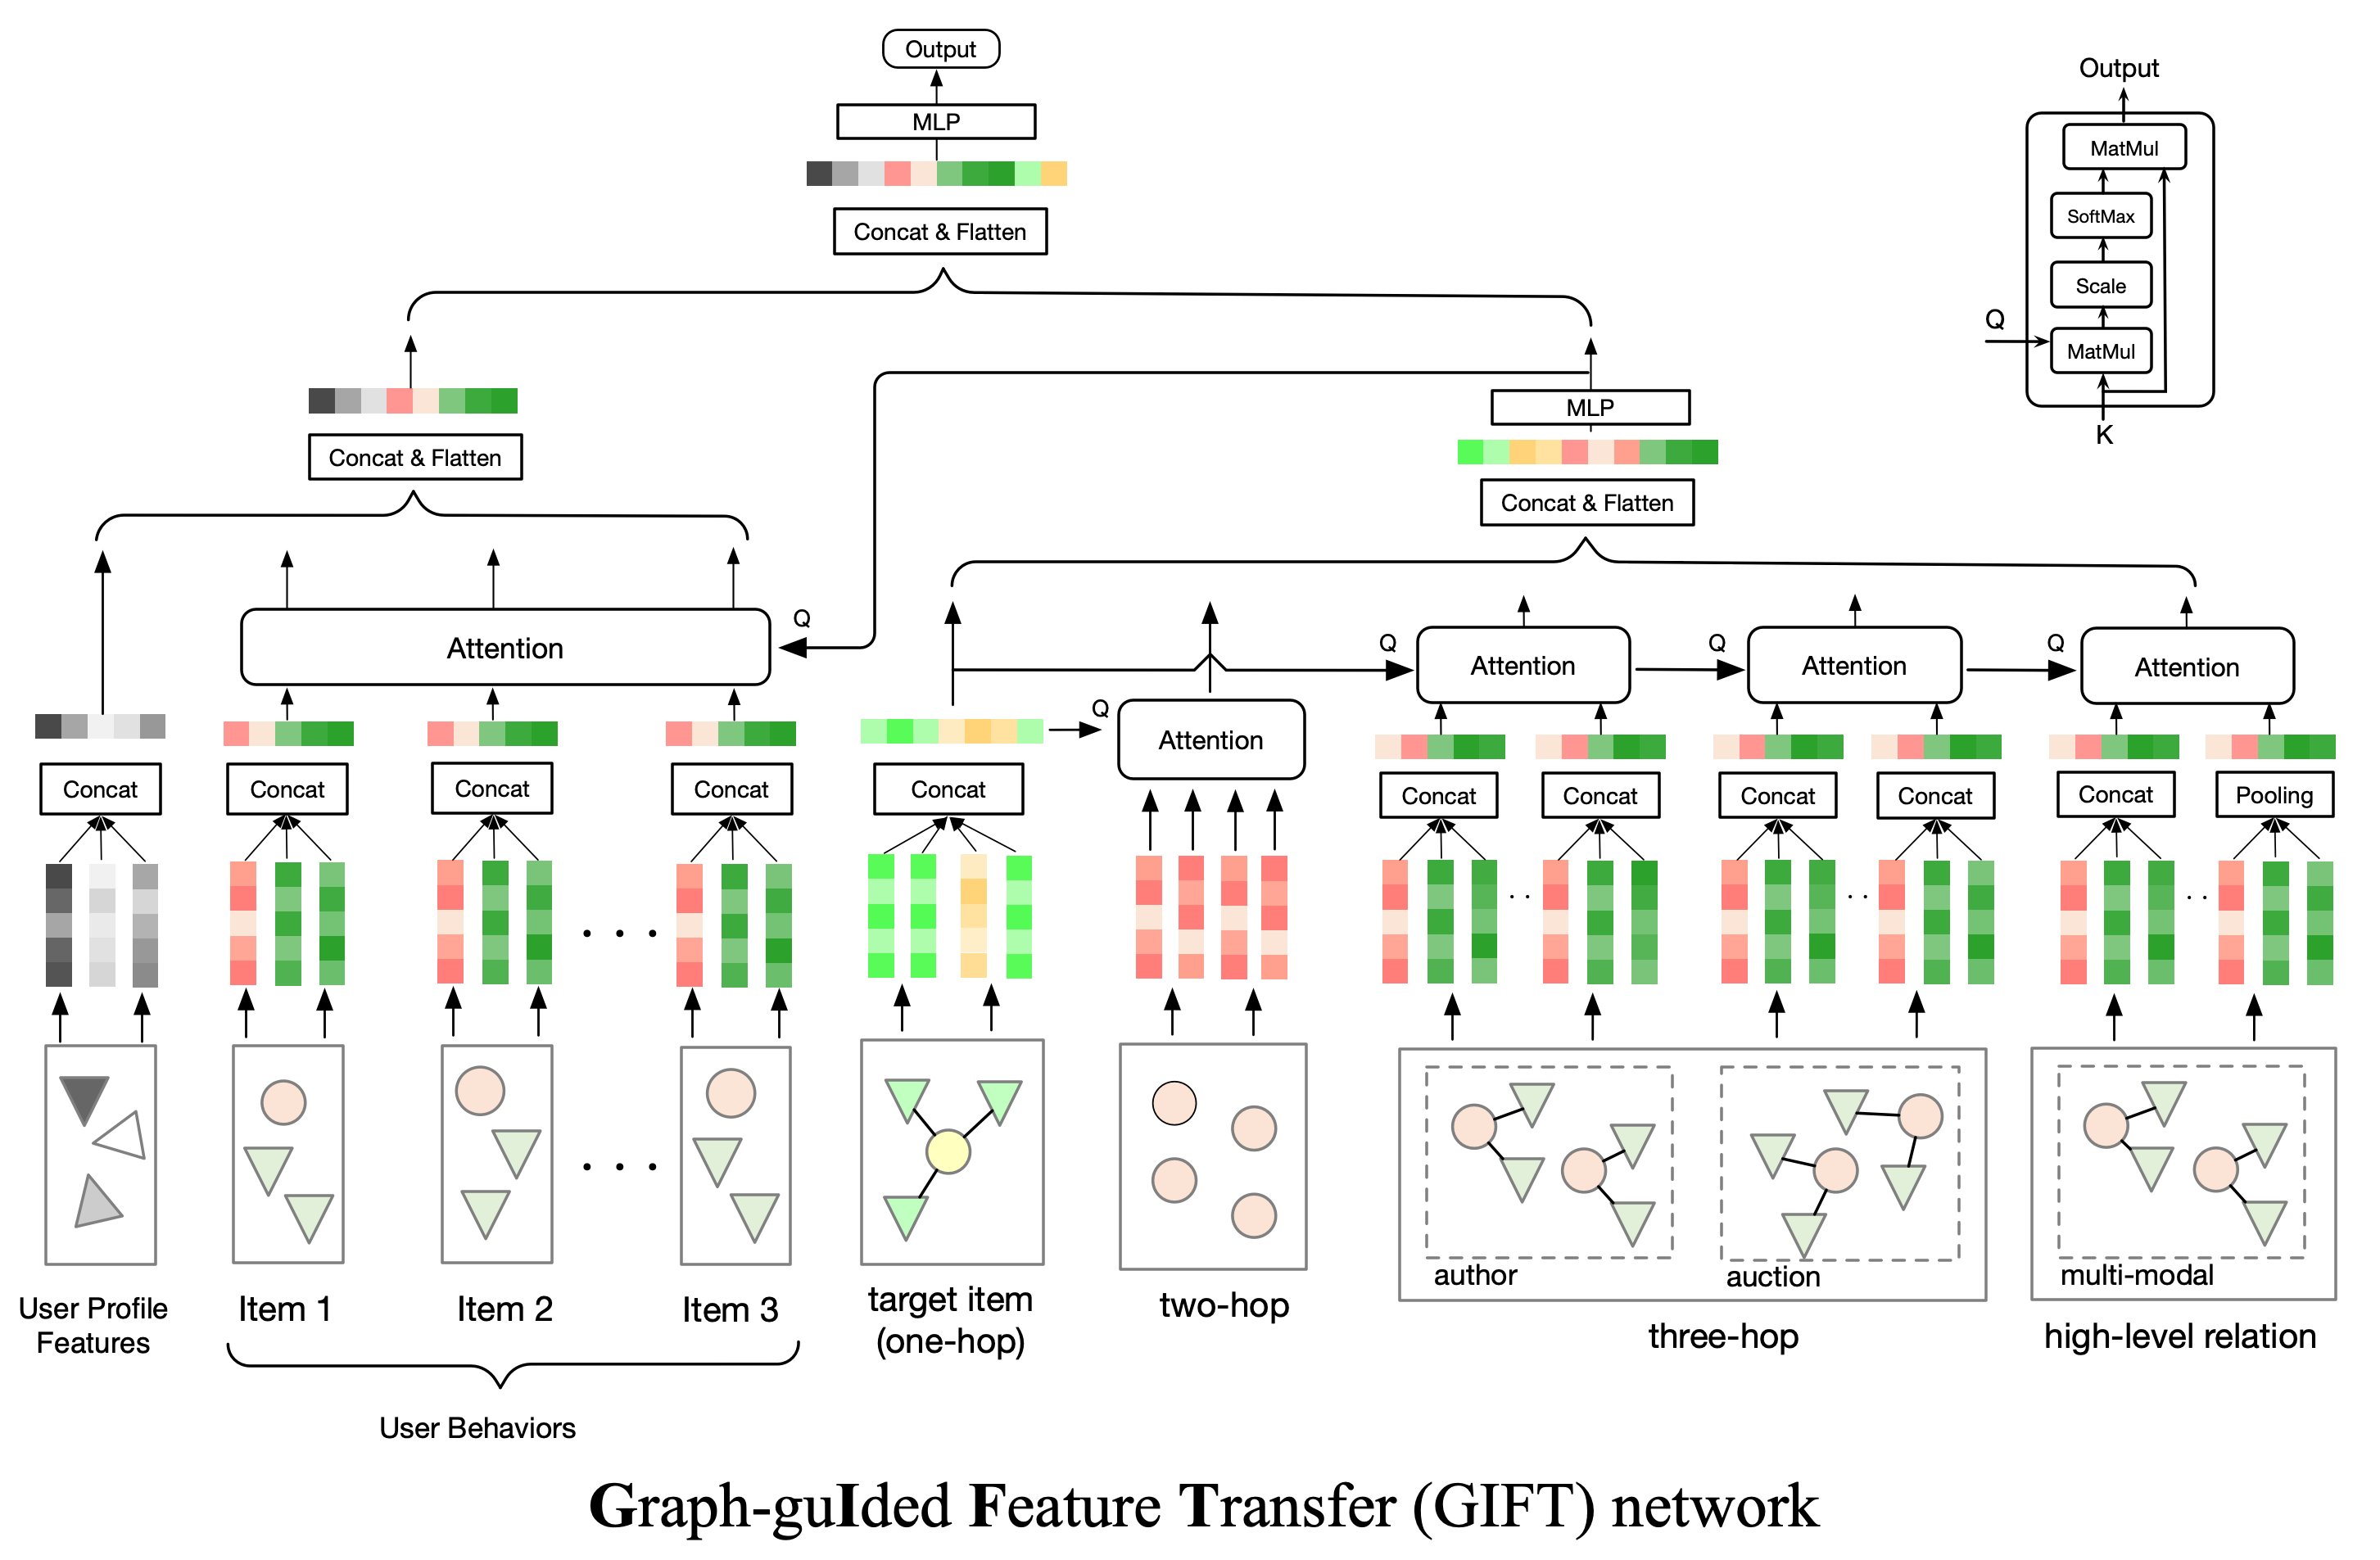 Output
MLP
Concat & Flatten
Output
MatMul
SoftMax
Scale
MatMul
Q
K
Concat & Flatten
MLP
Concat & Flatten
Attention
Q
Q
Attention
Q
Attention
Q
Attention
Q
Attention
Concat
Concat
Concat
Concat
Concat
Concat
Concat
Concat
Concat
Concat
Pooling
. . .
. .
. .
. .
. . .
author
auction
multi-modal
User Profile
Features
Item 1
Item 2
Item 3
target item
(one-hop)
two-hop
three-hop
high-level relation
User Behaviors
Graph-guIded Feature Transfer (GIFT) network